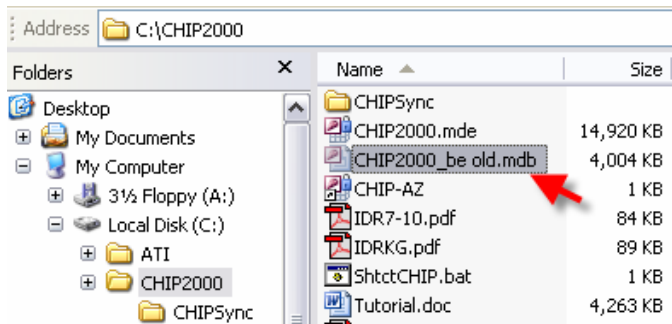 Address C:\CHIP2000
Folders × Name Size
Desktop
My Documents
My Computer
3½ Floppy (A:)
Local Disk (C:)
ATI
CHIP2000
CHIPSync
CHIPSync
CHIP2000.mde 14,920 KB
CHIP2000_be old.mdb 4,004 KB
CHIP-AZ 1 KB
IDR7-10.pdf 84 KB
IDRKG.pdf 89 KB
ShtctCHIP.bat 1 KB
Tutorial.doc 4,263 KB